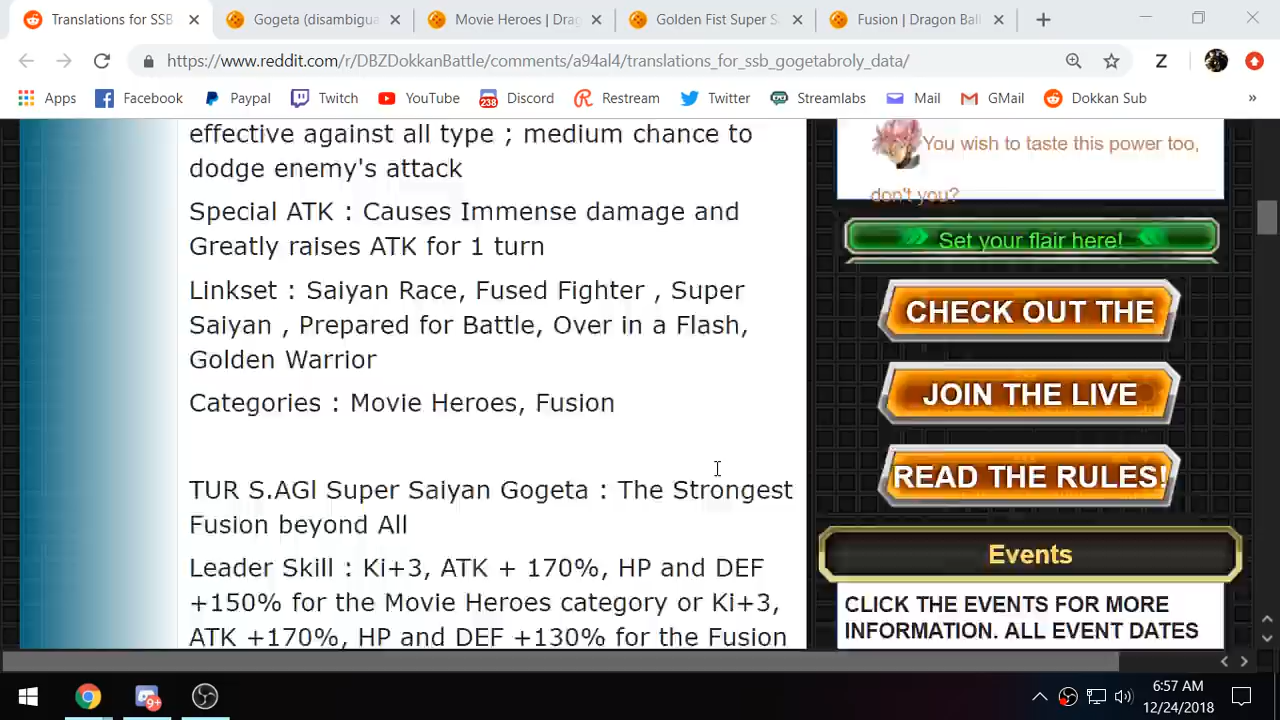 Translations for SSB
Gogeta (disambigua
Movie Heroes | Drag
Golden Fist Super S
Fusion | Dragon Ball
https://www.reddit.com/r/DBZDokkanBattle/comments/a94al4/translations_for_ssb_gogetabroly_data/
Z
Apps
Facebook
Paypal
Twitch
YouTube
238
Discord
Restream
Twitter
Streamlabs
Mail
GMail
Dokkan Sub
»
effective against all type ; medium chance to
dodge enemy's attack
Special ATK : Causes Immense damage and
Greatly raises ATK for 1 turn
Linkset : Saiyan Race, Fused Fighter , Super
Saiyan , Prepared for Battle, Over in a Flash,
Golden Warrior
Categories : Movie Heroes, Fusion
TUR S.AGl Super Saiyan Gogeta : The Strongest
Fusion beyond All
Leader Skill : Ki+3, ATK + 170%, HP and DEF
+150% for the Movie Heroes category or Ki+3,
ATK +170%, HP and DEF +130% for the Fusion
You wish to taste this power too,
don't you?
Set your flair here!
CHECK OUT THE
JOIN THE LIVE
READ THE RULES!
Events
CLICK THE EVENTS FOR MORE
INFORMATION. ALL EVENT DATES
9+
6:57 AM
12/24/2018